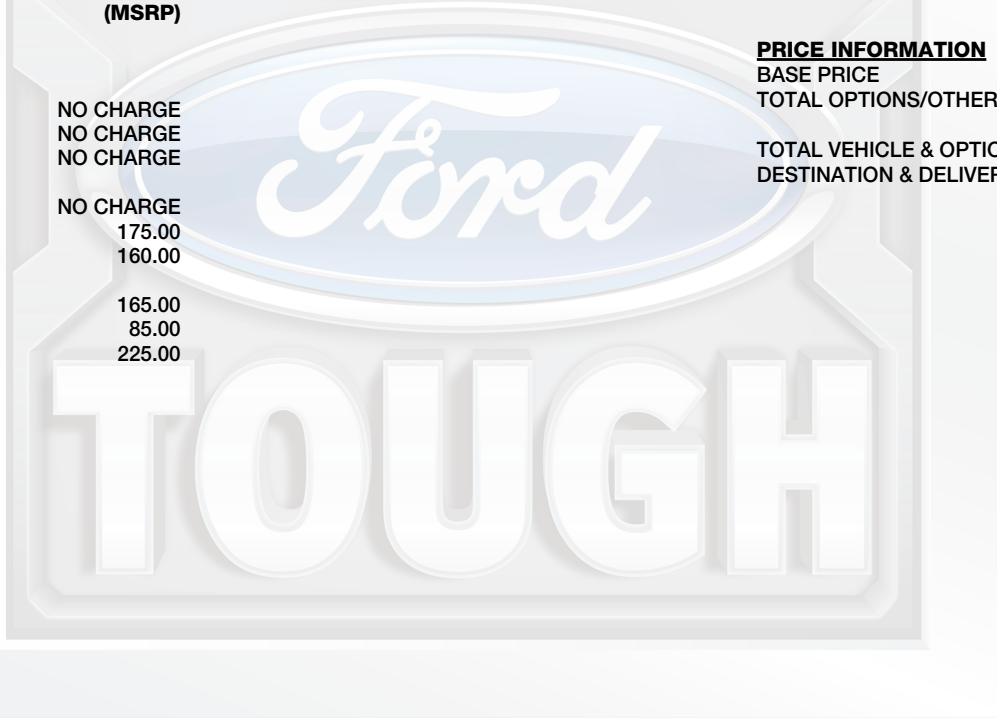 (MSRP)
NO CHARGE
NO CHARGE
NO CHARGE
NO CHARGE
175.00
160.00
165.00
85.00
225.00
PRICE INFORMATION
BASE PRICE
TOTAL OPTIONS/OTHER
TOTAL VEHICLE & OPTIO
DESTINATION & DELIVER
Ford
TOUGH